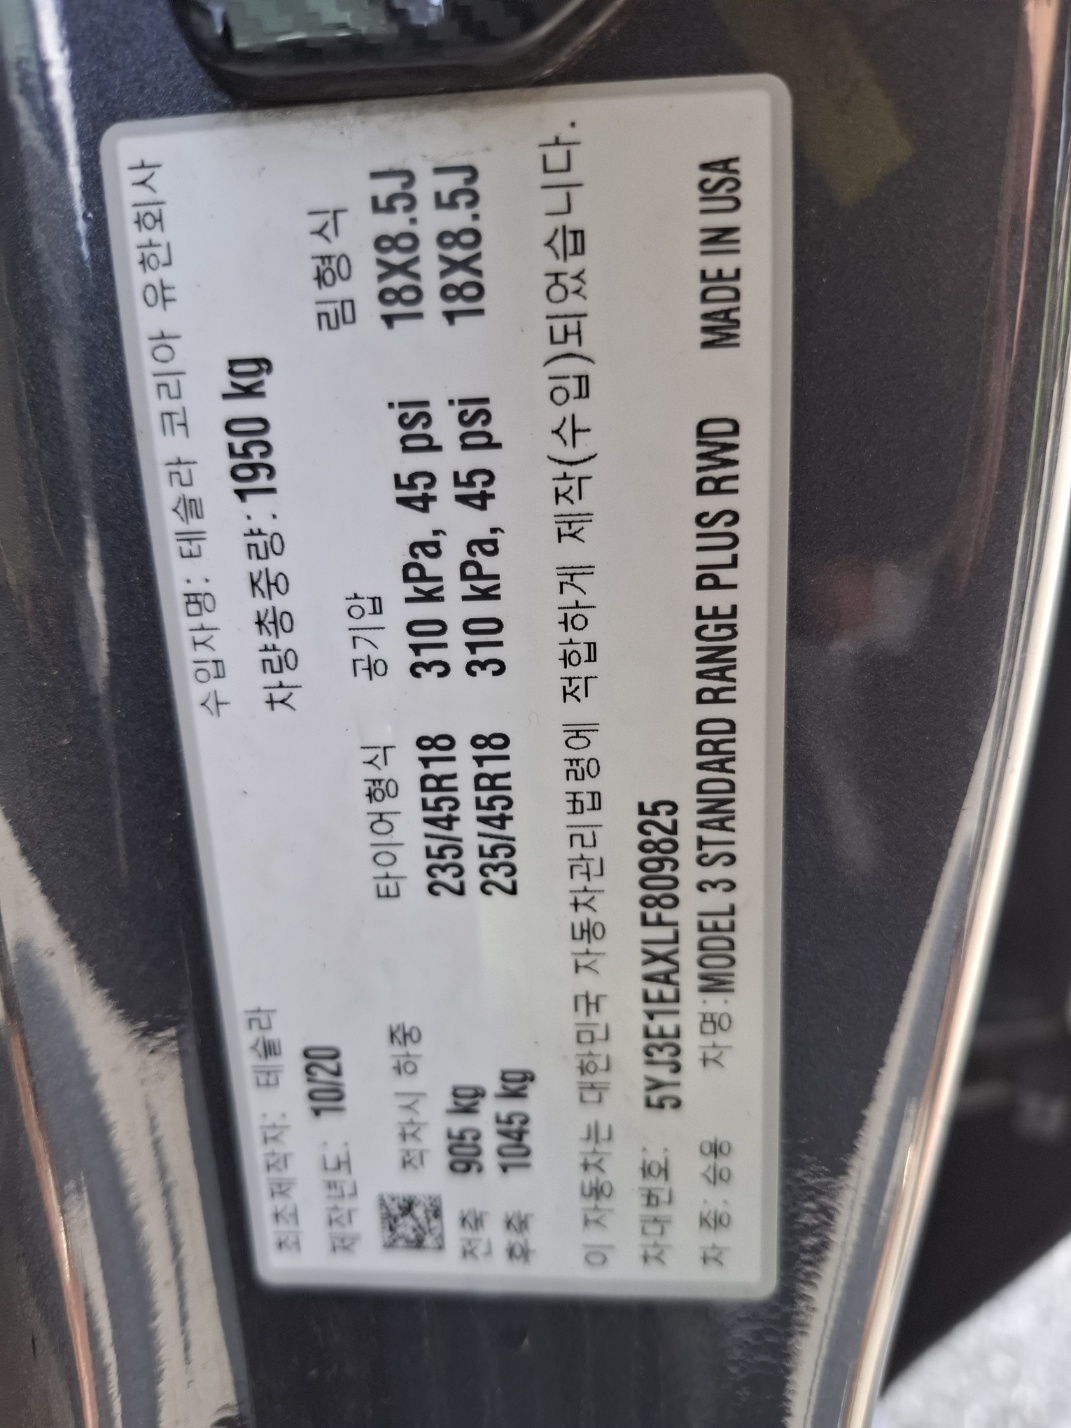 최초제작자: 테슬라 수입자명: 테슬라 코리아 유한회사
제작년도: 10/20 차량총중량: 1950 kg
적차시 하중 타이어형식 공기압 림형식
전축 905 kg 235/45R18 310 kPa, 45 psi 18X8.5J
후축 1045 kg 235/45R18 310 kPa, 45 psi 18X8.5J
이 자동차는 대한민국 자동차관리법령에 적합하게 제작(수입)되었습니다.
차대번호: 5YJ3E1EAXLF809825
차종: 승용 차명: MODEL 3 STANDARD RANGE PLUS RWD MADE IN USA